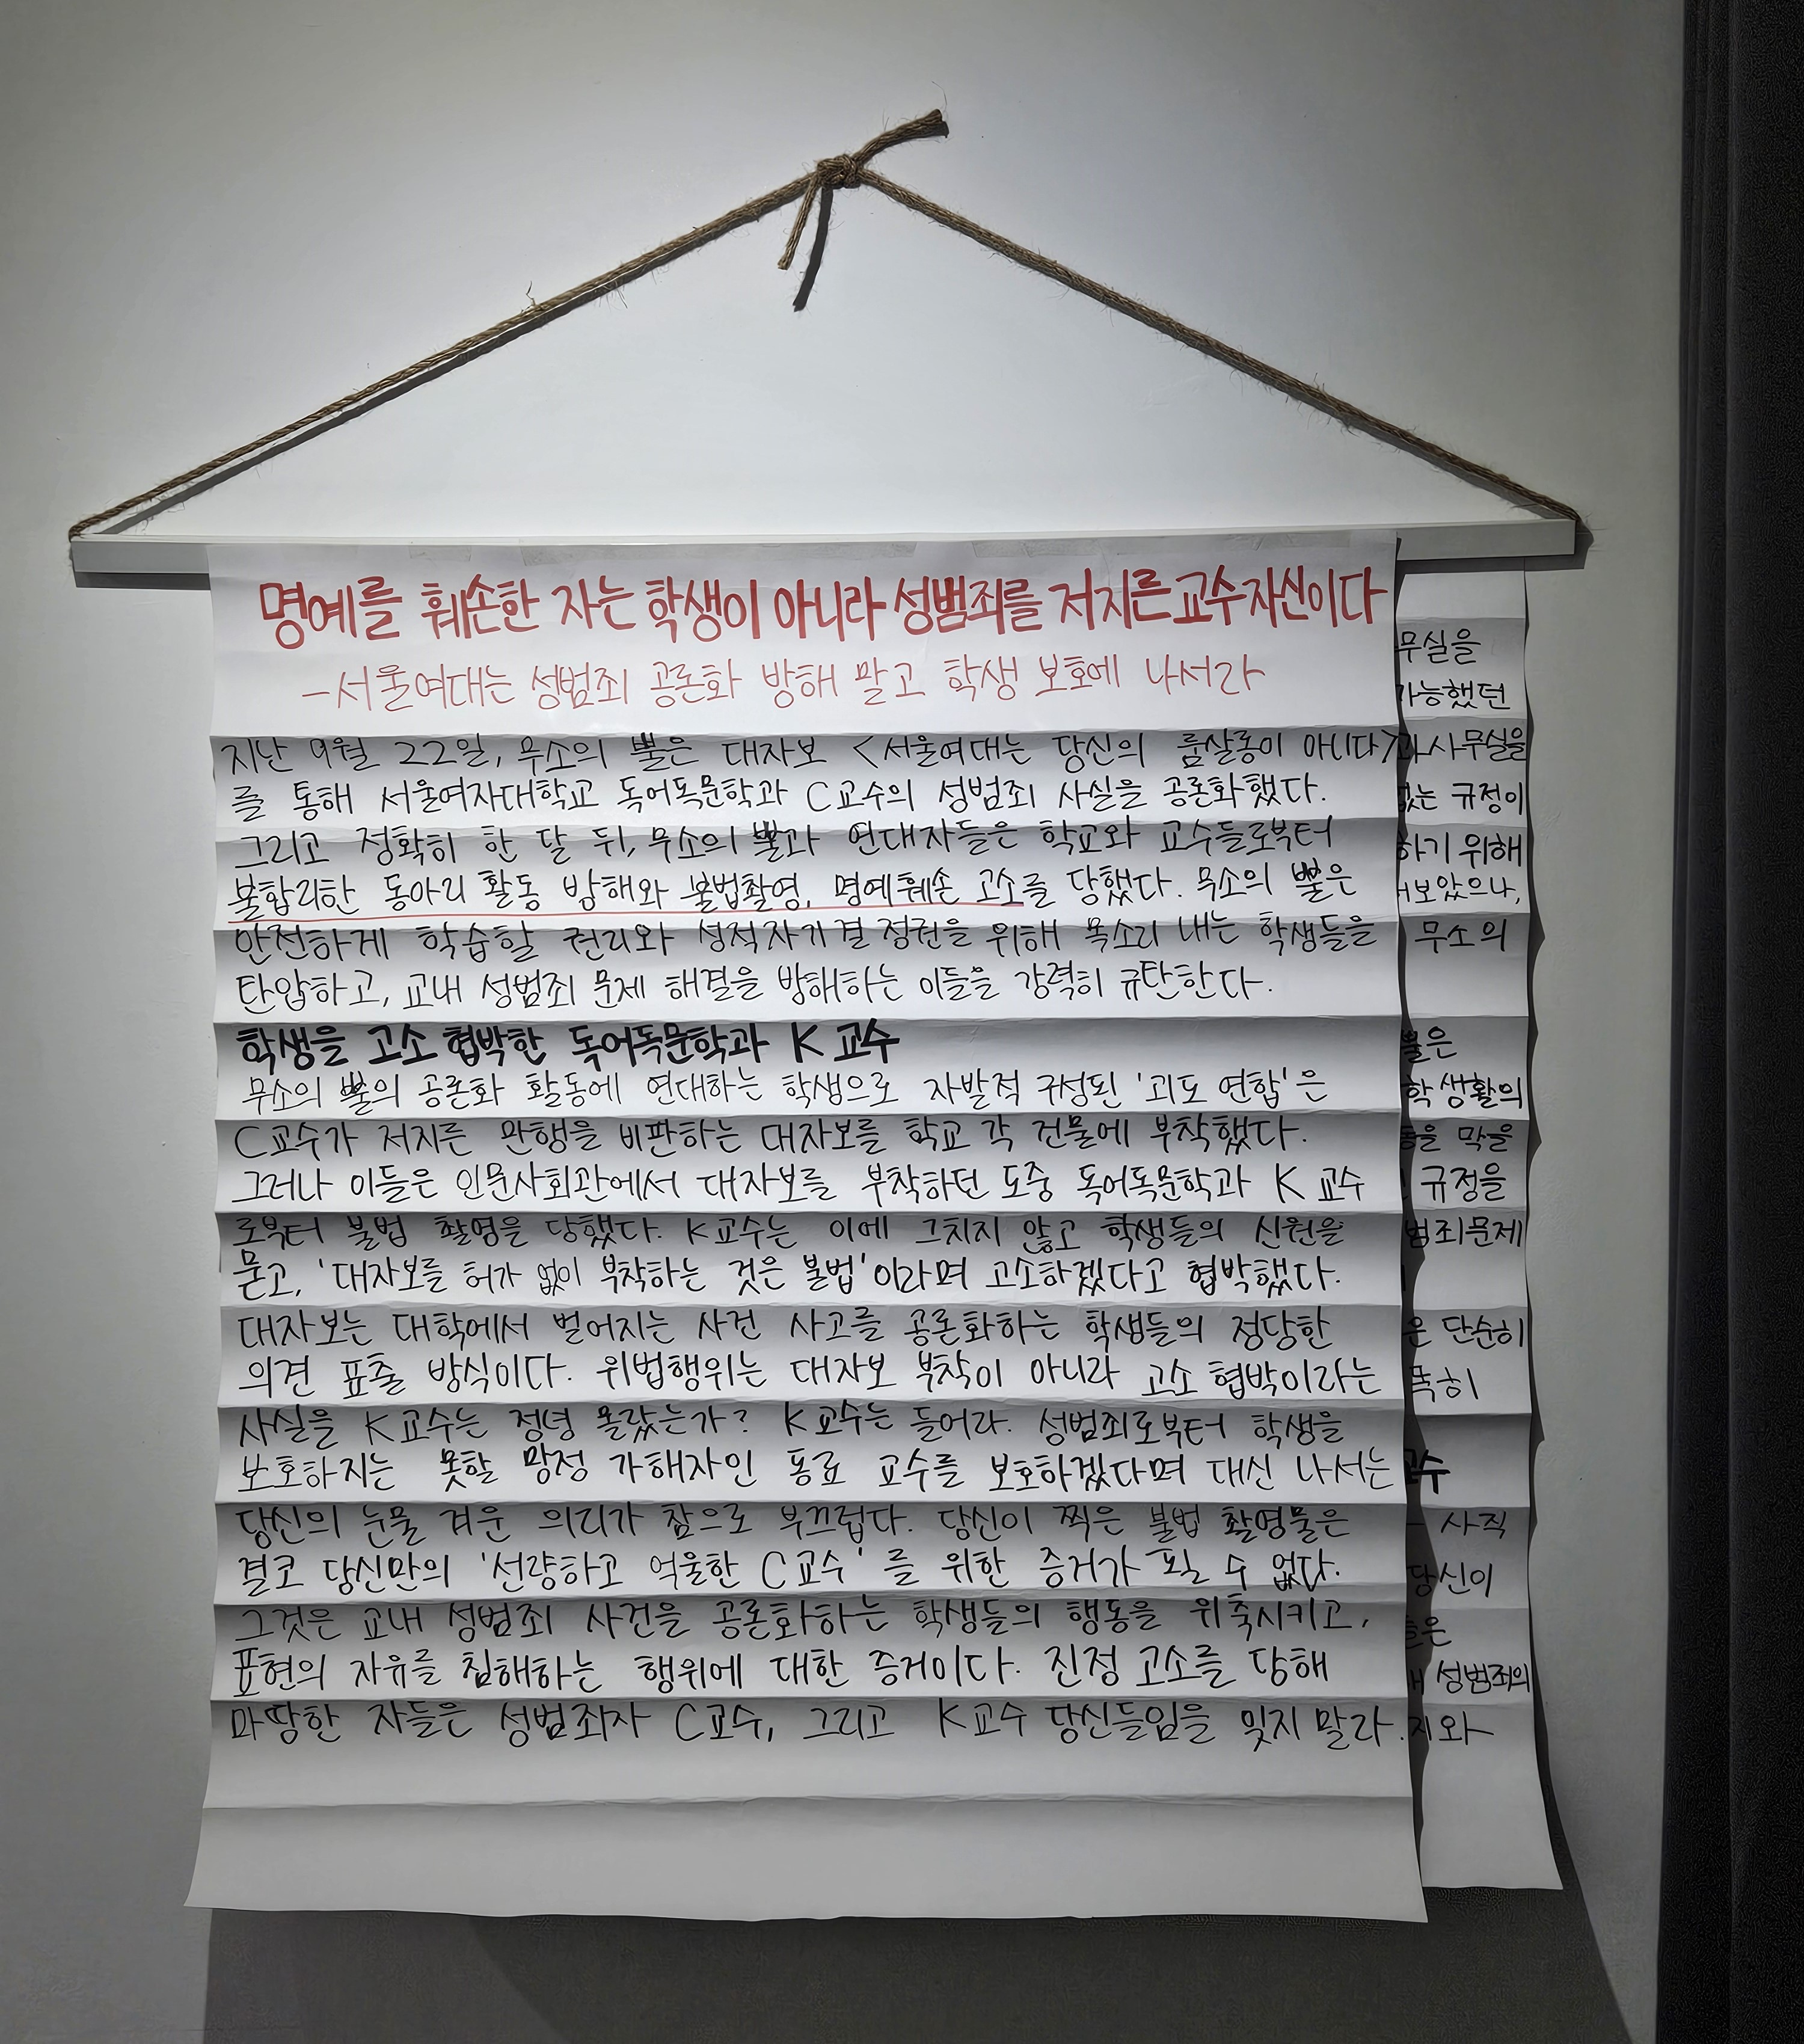 명예를 훼손한 자는 학생이 아니라 성범죄를 저지른 교수 자신이다
-서울여대는 성범죄 공론화 방해 말고 학생 보호에 나서라
지난 9월 22일, 무소의 뿔은 대자보 <서울여대는 당신의 룸살롱이 아니다>
를 통해 서울여자대학교 독어독문학과 C교수의 성범죄 사실을 공론화했다.
그리고 정확히 한 달 뒤, 무소의 뿔과 연대자들은 학교와 교수들로부터
불합리한 동아리 활동 방해와 불법촬영, 명예훼손 고소를 당했다. 무소의 뿔은
안전하게 학습할 권리와 성적자기결정권을 위해 목소리 내는 학생들을
탄압하고, 교내 성범죄 문제 해결을 방해하는 이들을 강력히 규탄한다.
학생을 고소 협박한 독어독문학과 K 교수
무소의 뿔의 공론화 활동에 연대하는 학생으로 자발적 구성된 '괴도 연합'은
C교수가 저지른 만행을 비판하는 대자보를 학교 각 건물에 부착했다.
그러나 이들은 인문사회관에서 대자보를 부착하던 도중 독어독문학과 K 교수
로부터 불법 촬영을 당했다. K교수는 이에 그치지 않고 학생들의 신원을
묻고, '대자보를 허가 없이 부착하는 것은 불법'이라며 고소하겠다고 협박했다.
대자보는 대학에서 벌어지는 사건 사고를 공론화하는 학생들의 정당한
의견 표출 방식이다. 위법행위는 대자보 부착이 아니라 고소 협박이라는
사실을 K교수는 정녕 몰랐는가? K교수는 들어라. 성범죄로부터 학생을
보호하지는 못할 망정 가해자인 동료 교수를 보호하겠다며 대신 나서는
당신의 눈물 겨운 의리가 참으로 부끄럽다. 당신이 찍은 불법 촬영물은
결코 당신만의 '선량하고 억울한 C교수'를 위한 증거가 될 수 없다.
그것은 교내 성범죄 사건을 공론화하는 학생들의 행동을 위축시키고,
표현의 자유를 침해하는 행위에 대한 증거이다. 진정 고소를 당해
마땅한 자들은 성범죄자 C교수, 그리고 K교수 당신들임을 잊지 말라.
무실을
가능했던
과사무실을
없는 규정이
하기 위해
보았으나,
무소의
뿔은
학생활의
을 막을
규정을
범죄문제
은 단순히
특히
교수
- 사직
당신이
은
성범죄의
지와